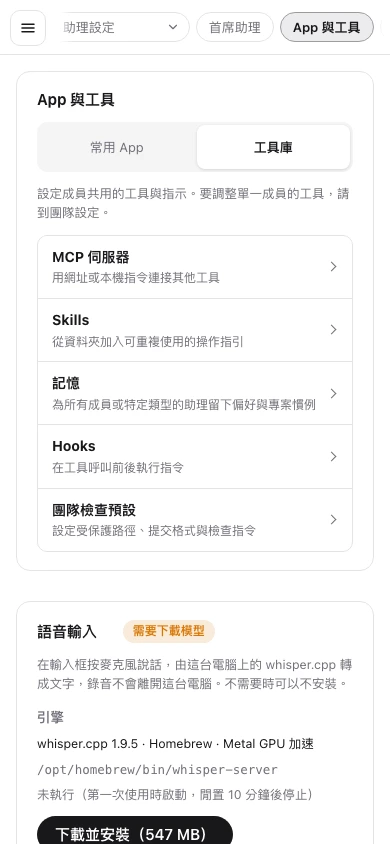 助理設定
首席助理
App 與工具
App 與工具
常用 App
工具庫
設定成員共用的工具與指示。要調整單一成員的工具，請
到團隊設定。
MCP 伺服器
用網址或本機指令連接其他工具
Skills
從資料夾加入可重複使用的操作指引
記憶
為所有成員或特定類型的助理留下偏好與專案慣例
Hooks
在工具呼叫前後執行指令
團隊檢查預設
設定受保護路徑、提交格式與檢查指令
語音輸入
需要下載模型
在輸入框按麥克風說話，由這台電腦上的 whisper.cpp 轉
成文字，錄音不會離開這台電腦。不需要時可以不安裝。
引擎
whisper.cpp 1.9.5 · Homebrew · Metal GPU 加速
/opt/homebrew/bin/whisper-server
未執行（第一次使用時啟動，閒置 10 分鐘後停止）
下載並安裝（547 MB）